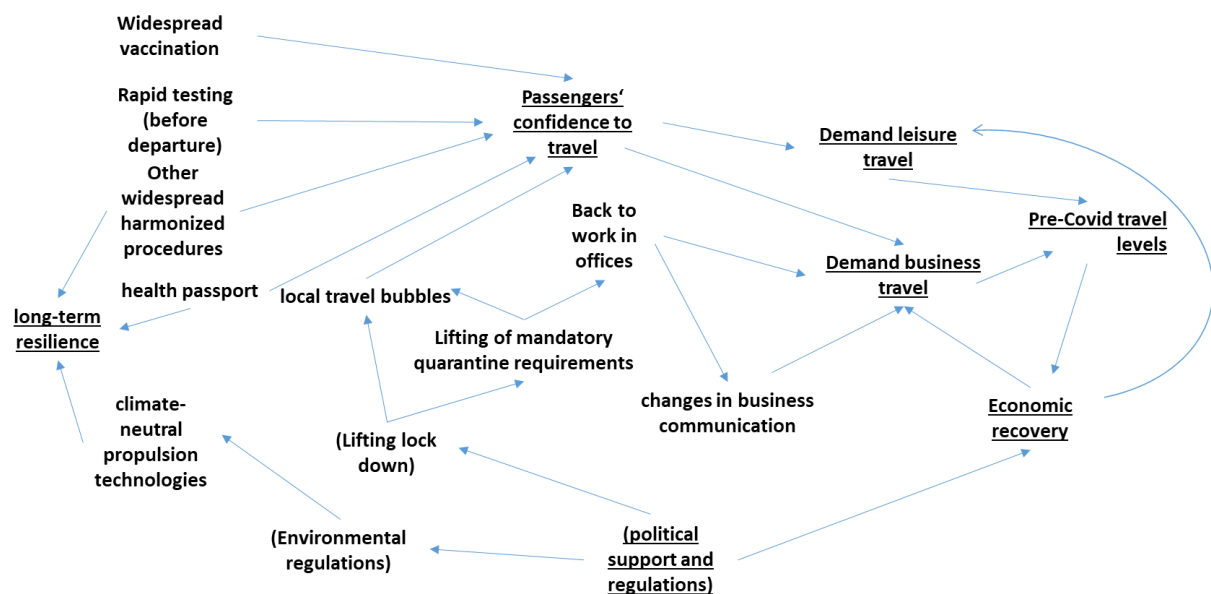 Widespread
vaccination
Rapid testing
(before
departure)
Other
widespread
harmonized
procedures
health passport
long-term
resilience
climate-
neutral
propulsion
technologies
Passengers‘
confidence to
travel
Back to
work in
offices
local travel bubbles
Lifting of mandatory
quarantine requirements
(Lifting lock
down)
(Environmental
regulations)
(political
support and
regulations)
changes in business
communication
Demand leisure
travel
Demand business
travel
Pre-Covid travel
levels
Economic
recovery